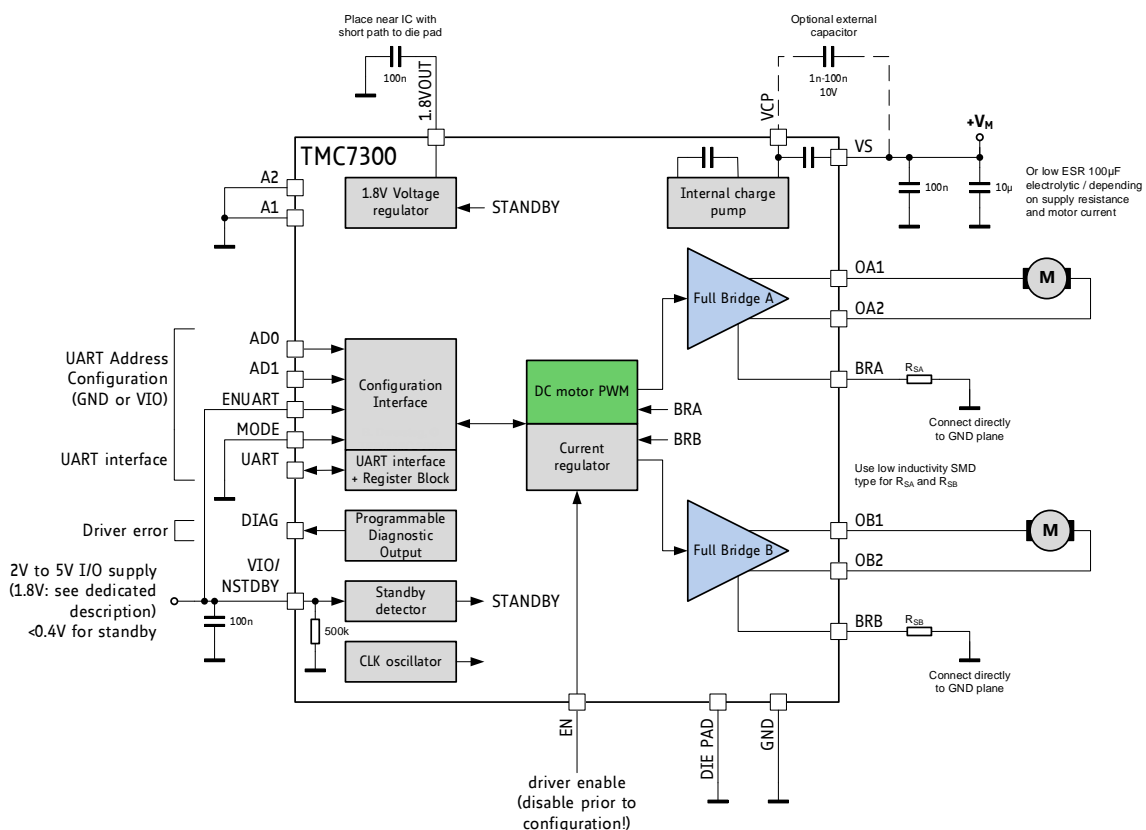 Place near IC with
short path to die pad
100n
1.8VOUT
Optional external
capacitor
1n-100n
10V
VCP
+VM
VS
100n
10µ
Or low ESR 100µF
electrolytic / depending
on supply resistance
and motor current
TMC7300
A2
A1
1.8V Voltage
regulator
STANDBY
Internal charge
pump
Full Bridge A
OA1
OA2
M
BRA
RSA
Connect directly
to GND plane
UART Address
Configuration
(GND or VIO)
UART interface
AD0
AD1
ENUART
MODE
UART
Configuration
Interface
UART interface
+ Register Block
DC motor PWM
BRA
BRB
Current
regulator
Use low inductivity SMD
type for RSA and RSB
Driver error
DIAG
Programmable
Diagnostic
Output
Full Bridge B
OB1
OB2
M
BRB
RSB
Connect directly
to GND plane
2V to 5V I/O supply
(1.8V: see dedicated
description)
<0.4V for standby
100n
VIO/
NSTDBY
500k
Standby
detector
STANDBY
CLK oscillator
EN
DIE PAD
GND
driver enable
(disable prior to
configuration!)